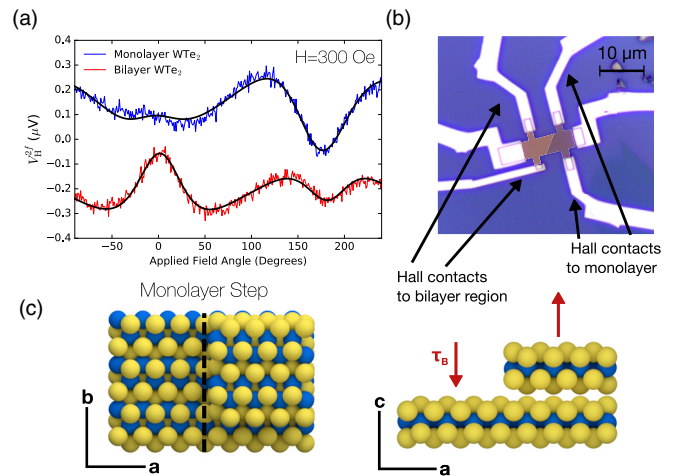 (a)
(b)
0.4
0.3
0.2
0.1
0.0
−0.1
−0.2
−0.3
0.4
V_H^{2f} (μV)
Monolayer WTe₂
Bilayer WTe₂
H=300 Oe
−50
0
50
100
150
200
Applied Field Angle (Degrees)
10 μm
Hall contacts
to bilayer region
Hall contacts
to monolayer
(c)
Monolayer Step
b
a
τ_B
c
a